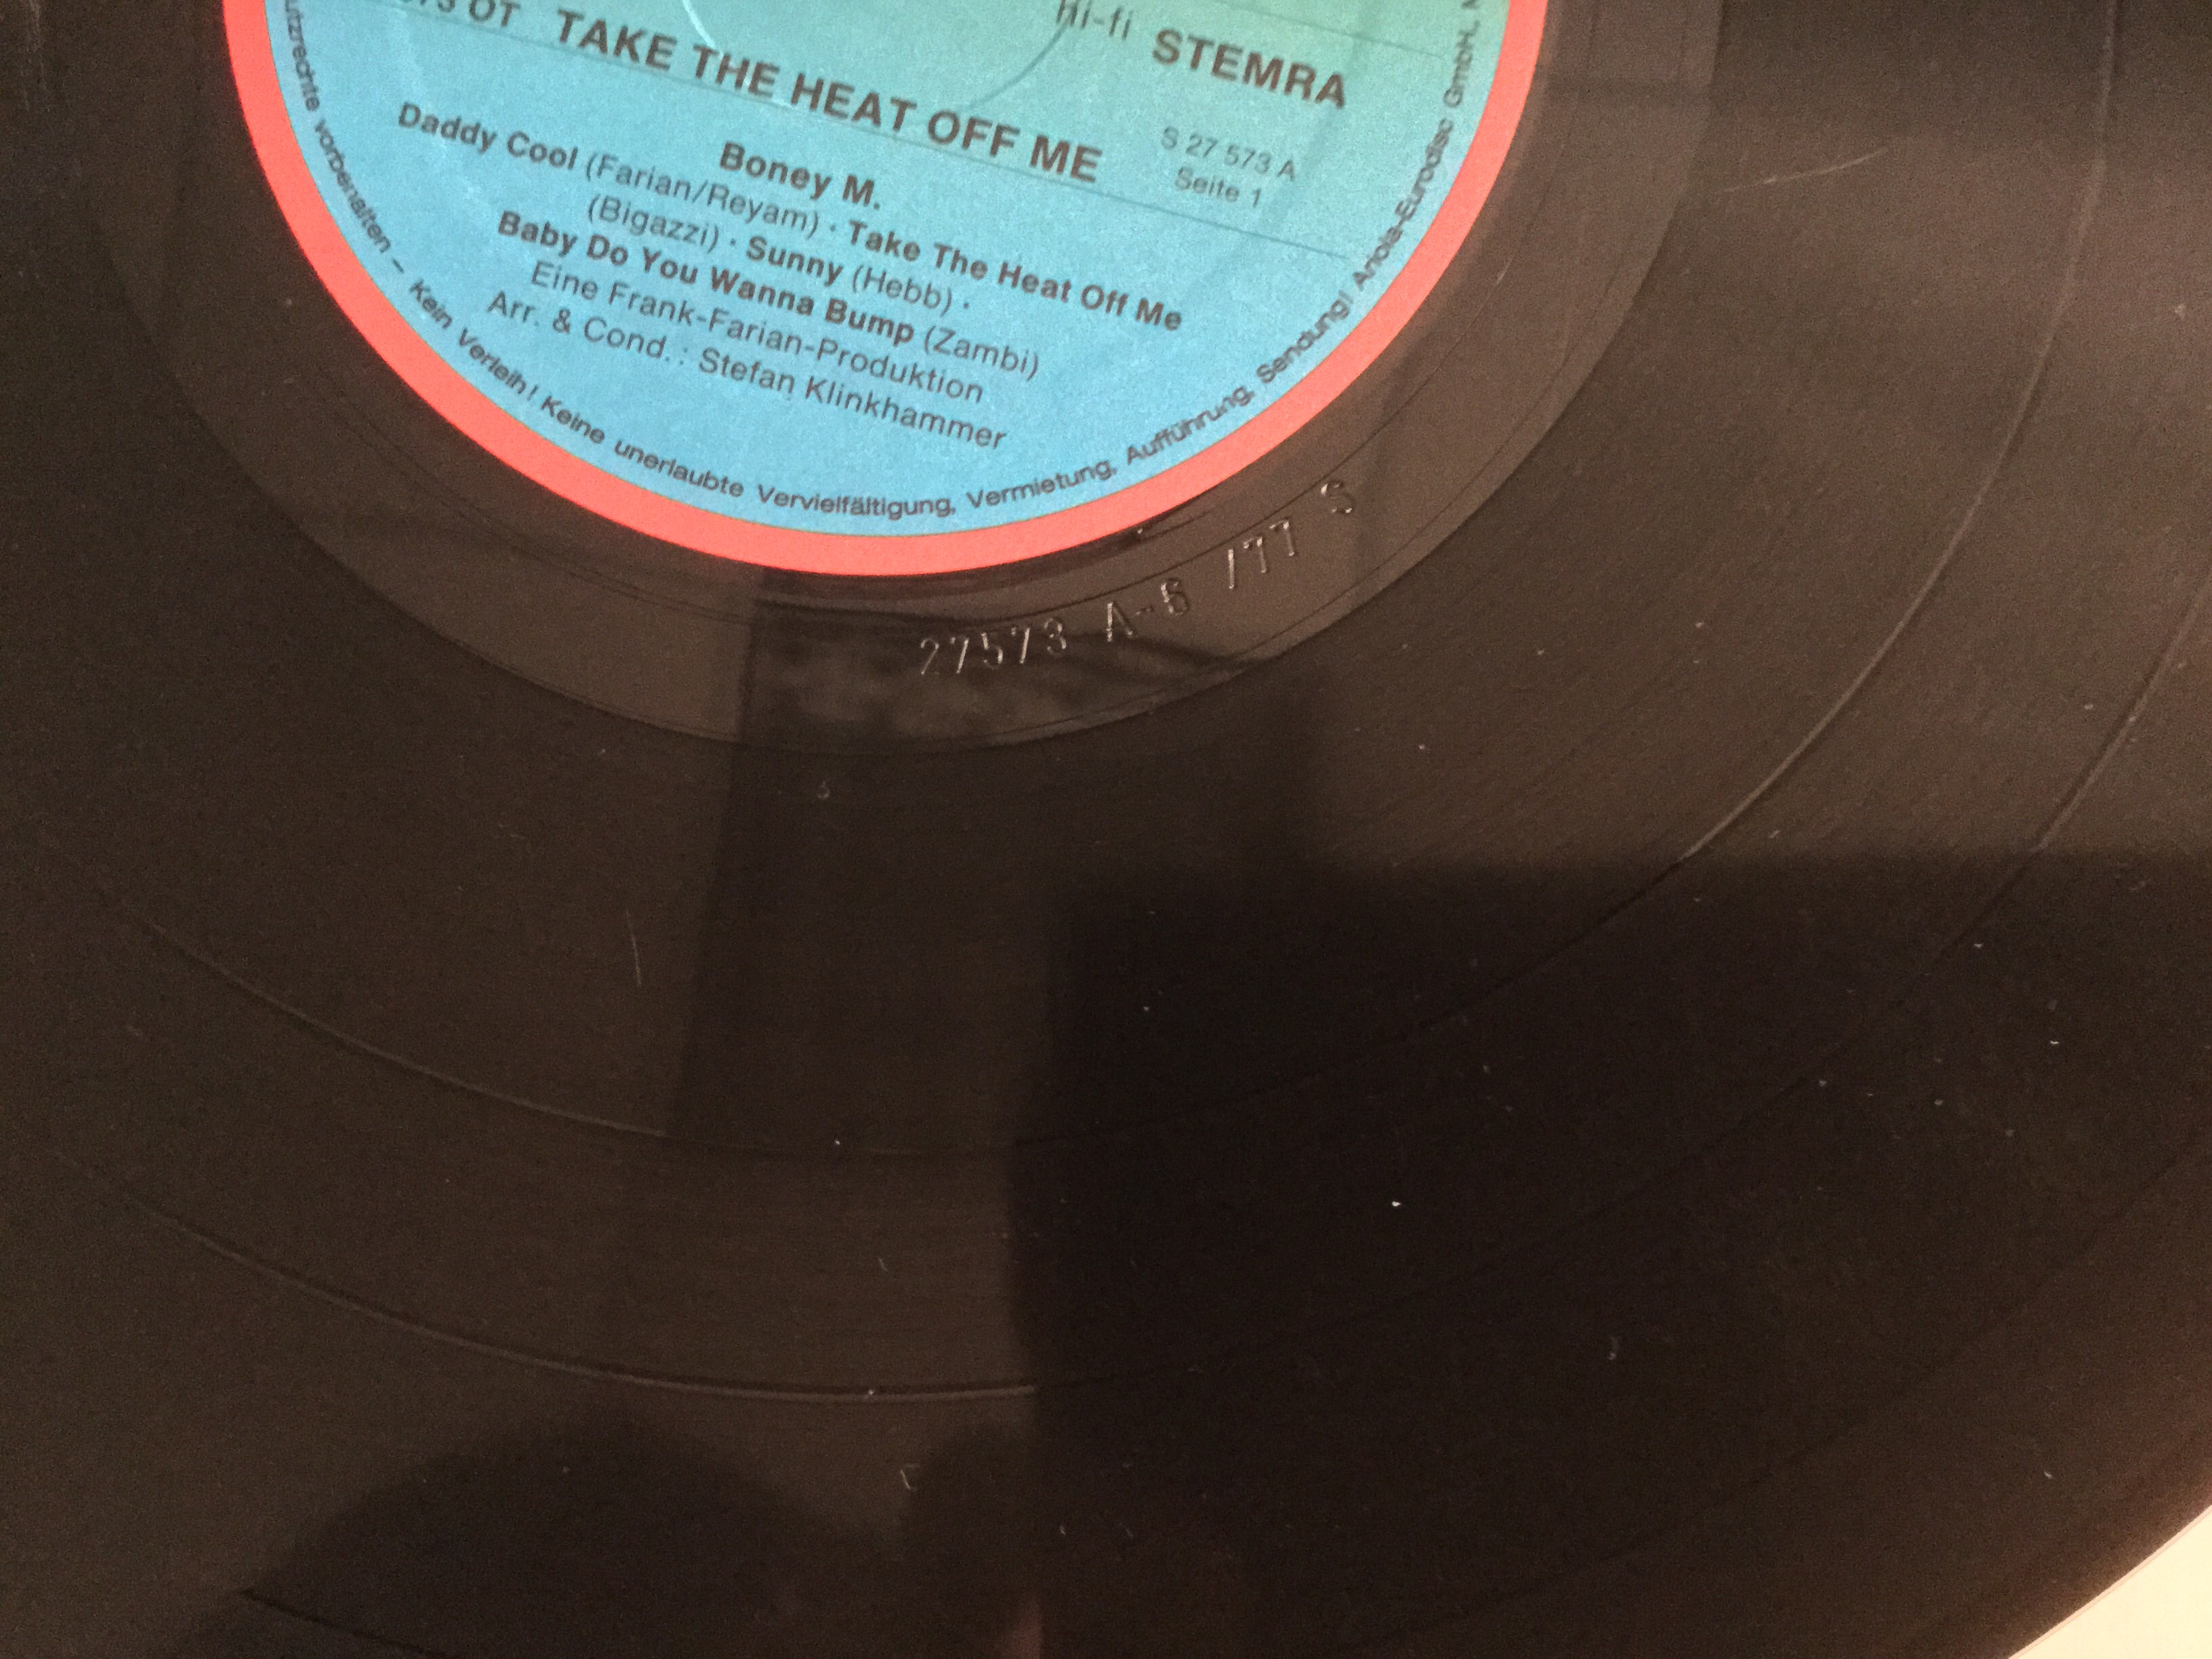 OT
Hi-fi STEMRA
TAKE THE HEAT OFF ME
S 27 573 A
Seite 1
Boney M.
Daddy Cool (Farian/Reyam) · Take The Heat Off Me
(Bigazzi) · Sunny (Hebb) ·
Baby Do You Wanna Bump (Zambi)
Eine Frank-Farian-Produktion
Arr. & Cond.: Stefan Klinkhammer
vorbehalten – Kein Verleih! Keine unerlaubte Vervielfältigung, Vermietung, Aufführung, Sendung! Ariola-Eurodisc GmbH,
27573 A-6 /77 S